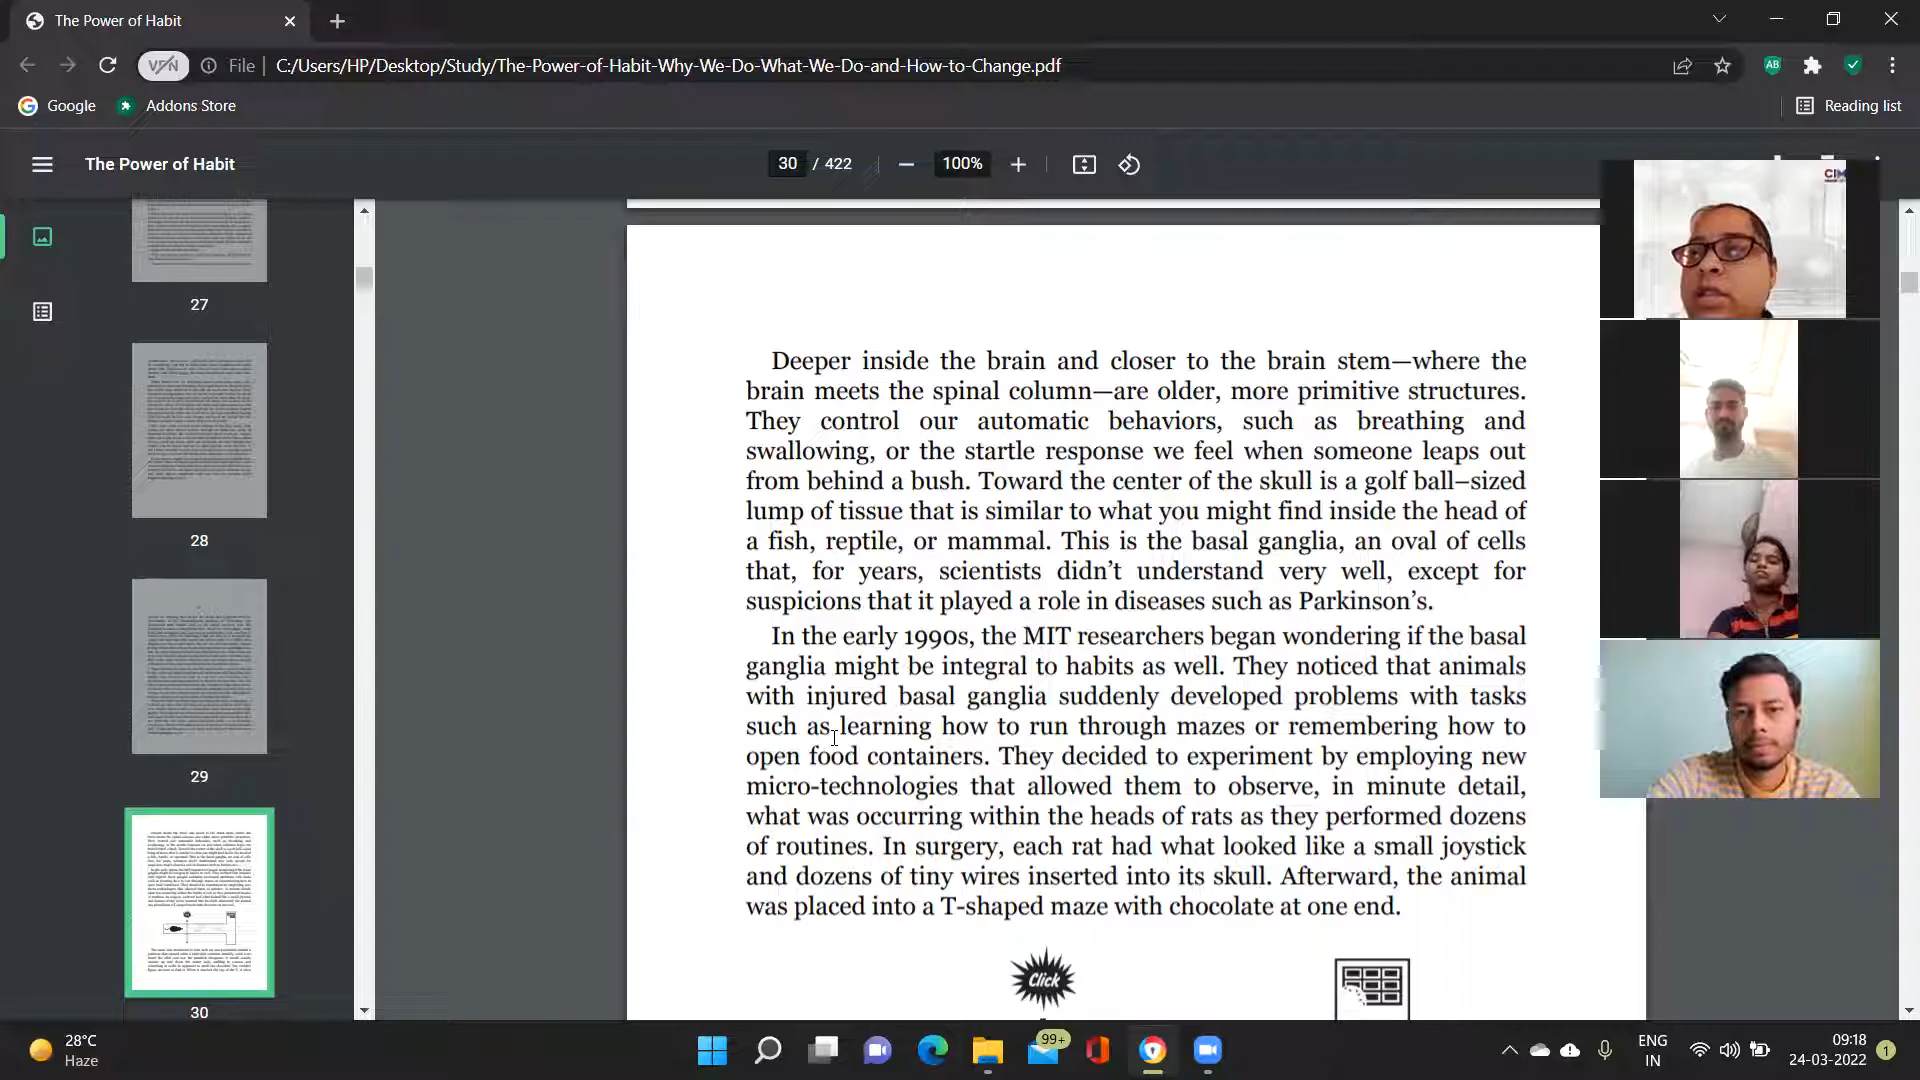 The Power of Habit
VPN
File
C:/Users/HP/Desktop/Study/The-Power-of-Habit-Why-We-Do-What-We-Do-and-How-to-Change.pdf
AB
Google
Addons Store
Reading list
The Power of Habit
30 / 422
100%
27
28
29
30
Deeper inside the brain and closer to the brain stem—where the
brain meets the spinal column—are older, more primitive structures.
They control our automatic behaviors, such as breathing and
swallowing, or the startle response we feel when someone leaps out
from behind a bush. Toward the center of the skull is a golf ball–sized
lump of tissue that is similar to what you might find inside the head of
a fish, reptile, or mammal. This is the basal ganglia, an oval of cells
that, for years, scientists didn’t understand very well, except for
suspicions that it played a role in diseases such as Parkinson’s.
In the early 1990s, the MIT researchers began wondering if the basal
ganglia might be integral to habits as well. They noticed that animals
with injured basal ganglia suddenly developed problems with tasks
such as learning how to run through mazes or remembering how to
open food containers. They decided to experiment by employing new
micro-technologies that allowed them to observe, in minute detail,
what was occurring within the heads of rats as they performed dozens
of routines. In surgery, each rat had what looked like a small joystick
and dozens of tiny wires inserted into its skull. Afterward, the animal
was placed into a T-shaped maze with chocolate at one end.
Click
28°C
Haze
99+
ENG
IN
09:18
24-03-2022
1